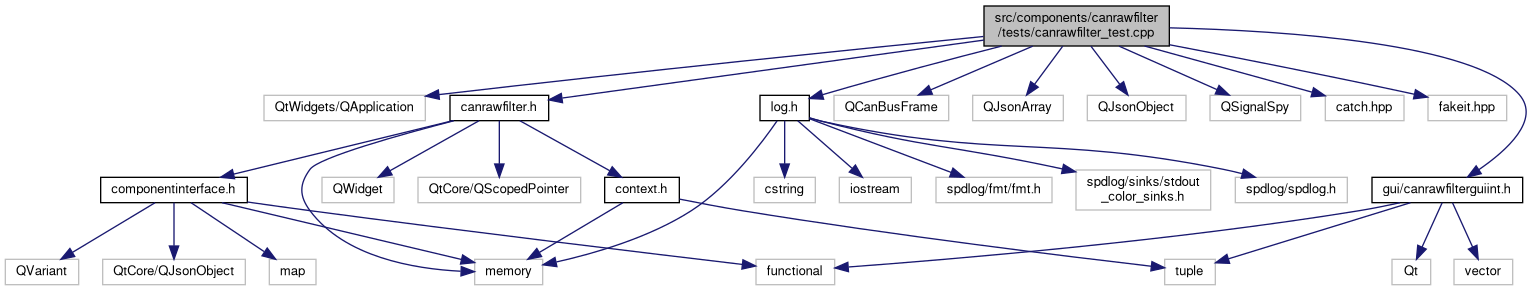 src/components/canrawfilter
/tests/canrawfilter_test.cpp
QtWidgets/QApplication
canrawfilter.h
log.h
QCanBusFrame
QJsonArray
QJsonObject
QSignalSpy
catch.hpp
fakeit.hpp
componentinterface.h
QWidget
QtCore/QScopedPointer
context.h
cstring
iostream
spdlog/fmt/fmt.h
spdlog/sinks/stdout
_color_sinks.h
spdlog/spdlog.h
gui/canrawfilterguiint.h
QVariant
QtCore/QJsonObject
map
memory
functional
tuple
Qt
vector